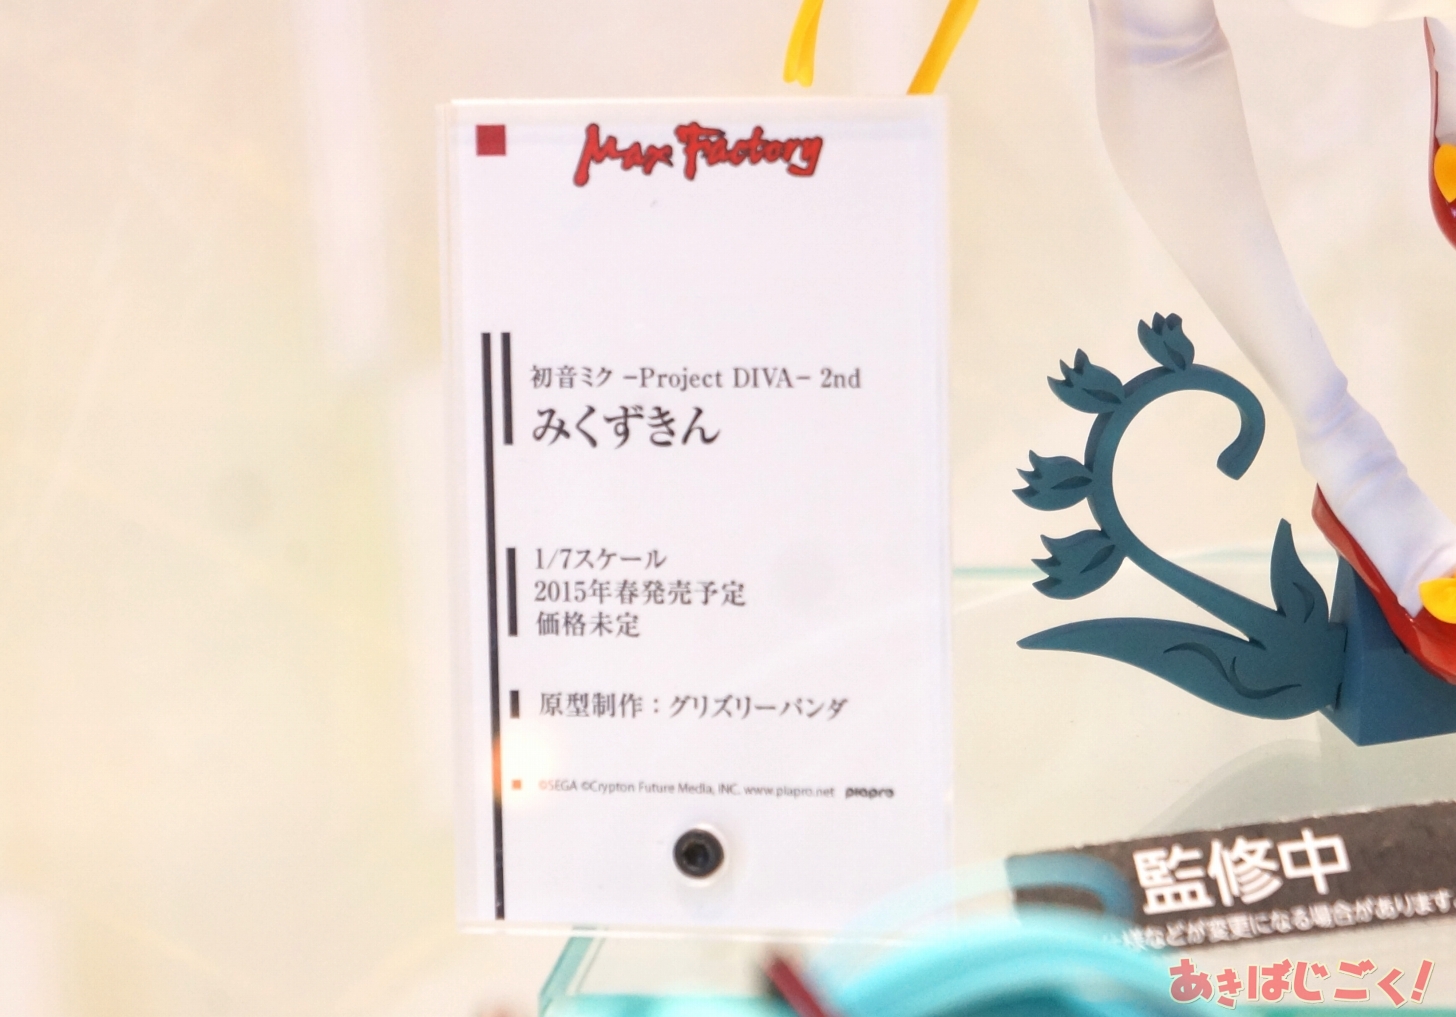 Max Factory
初音ミク −Project DIVA− 2nd
みくずきん
1/7スケール
2015年春発売予定
価格未定
原型制作：グリズリーパンダ
©SEGA ©Crypton Future Media, INC. www.piapro.net piapro
監修中
仕様などが変更になる場合があります。
あきばじごく!